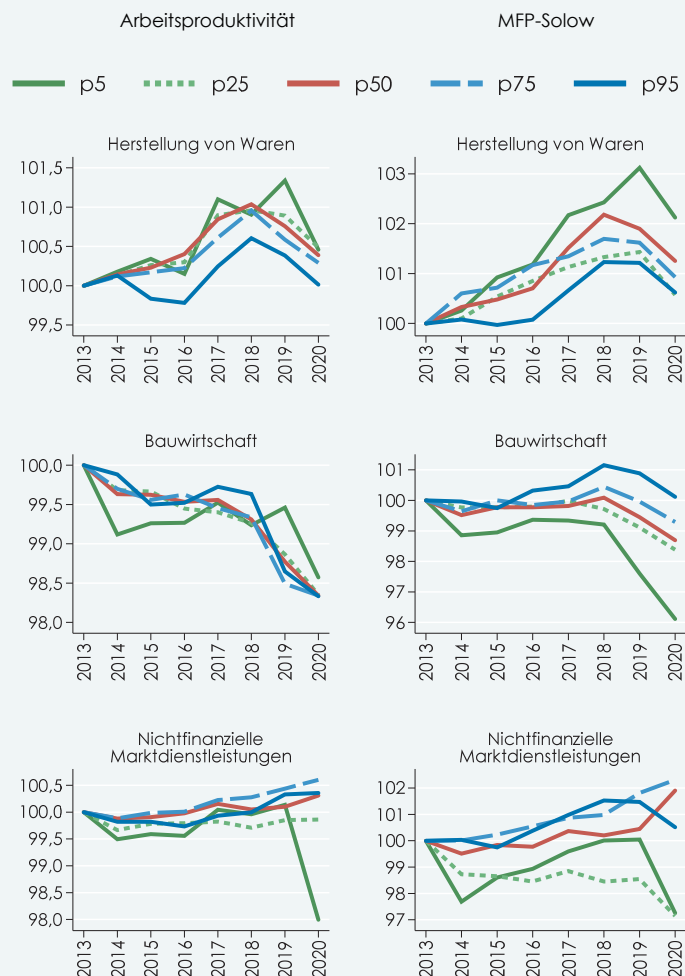 Arbeitsproduktivität MFP-Solow
p5 p25 p50 p75 p95
Herstellung von Waren
101,5
101,0
100,5
100,0
99,5
2013 2014 2015 2016 2017 2018 2019 2020
Herstellung von Waren
103
102
101
100
2013 2014 2015 2016 2017 2018 2019 2020
Bauwirtschaft
100,0
99,5
99,0
98,5
98,0
2013 2014 2015 2016 2017 2018 2019 2020
Bauwirtschaft
101
100
99
98
97
96
2013 2014 2015 2016 2017 2018 2019 2020
Nichtfinanzielle
Marktdienstleistungen
100,5
100,0
99,5
99,0
98,5
98,0
2013 2014 2015 2016 2017 2018 2019 2020
Nichtfinanzielle
Marktdienstleistungen
102
101
100
99
98
97
2013 2014 2015 2016 2017 2018 2019 2020